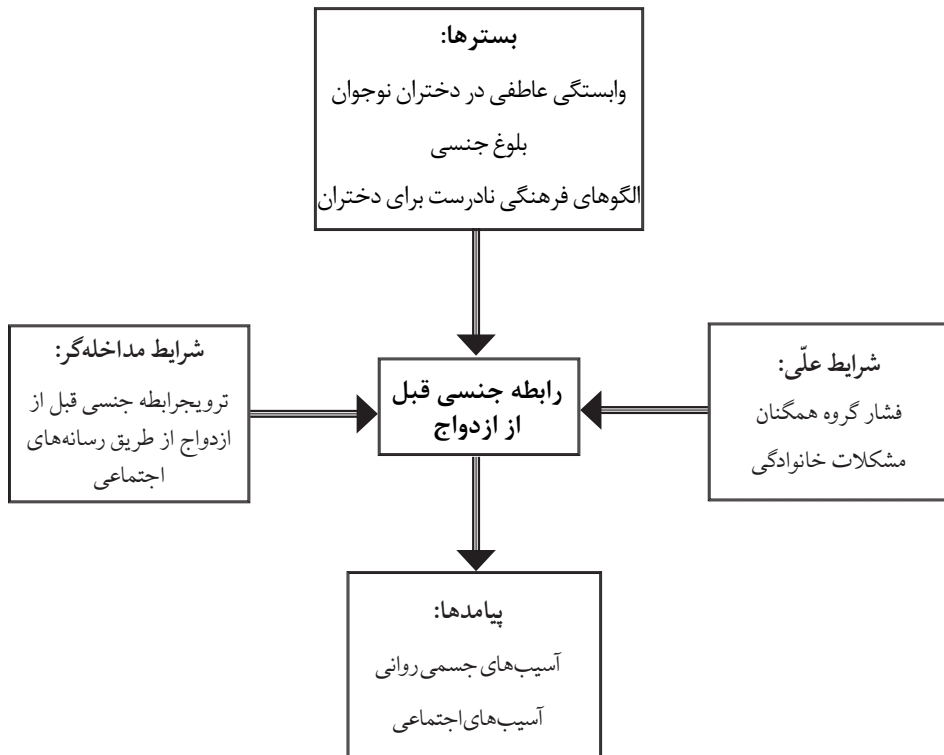 بسترها:
وابستگی عاطفی در دختران نوجوان
بلوغ جنسی
الگوهای فرهنگی نادرست برای دختران
شرایط علّی:
فشار گروه همگنان
مشکلات خانوادگی
رابطه جنسی قبل
از ازدواج
شرایط مداخله‌گر:
ترویجرابطه جنسی قبل از
ازدواج از طریق رسانه‌های
اجتماعی
پیامدها:
آسیب‌های جسمی روانی
آسیب‌های اجتماعی